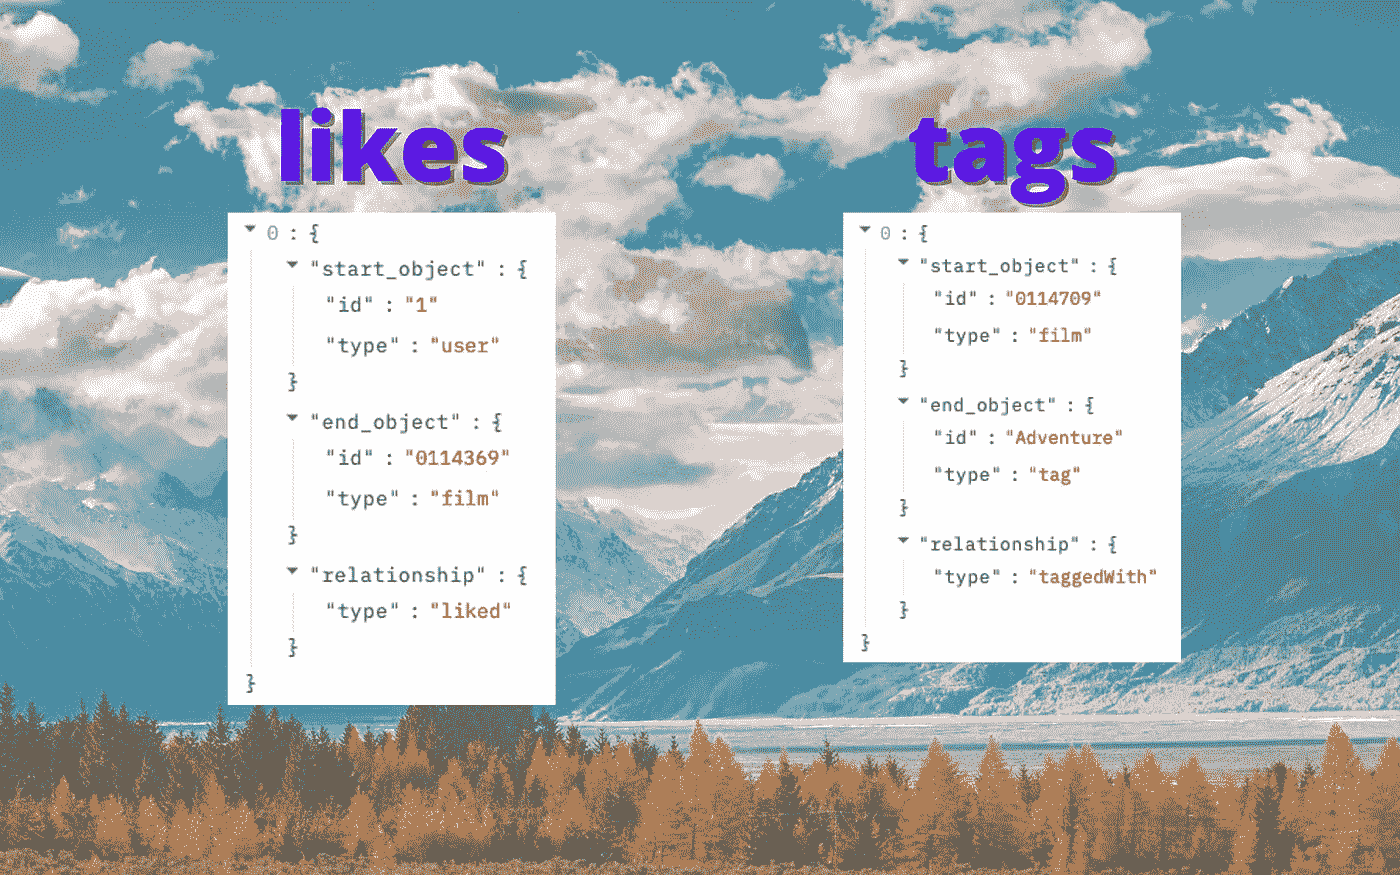 likes
0 : {
"start_object" : {
"id" : "1"
"type" : "user"
}
"end_object" : {
"id" : "0114369"
"type" : "film"
}
"relationship" : {
"type" : "liked"
}
}
tags
0 : {
"start_object" : {
"id" : "0114709"
"type" : "film"
}
"end_object" : {
"id" : "Adventure"
"type" : "tag"
}
"relationship" : {
"type" : "taggedWith"
}
}